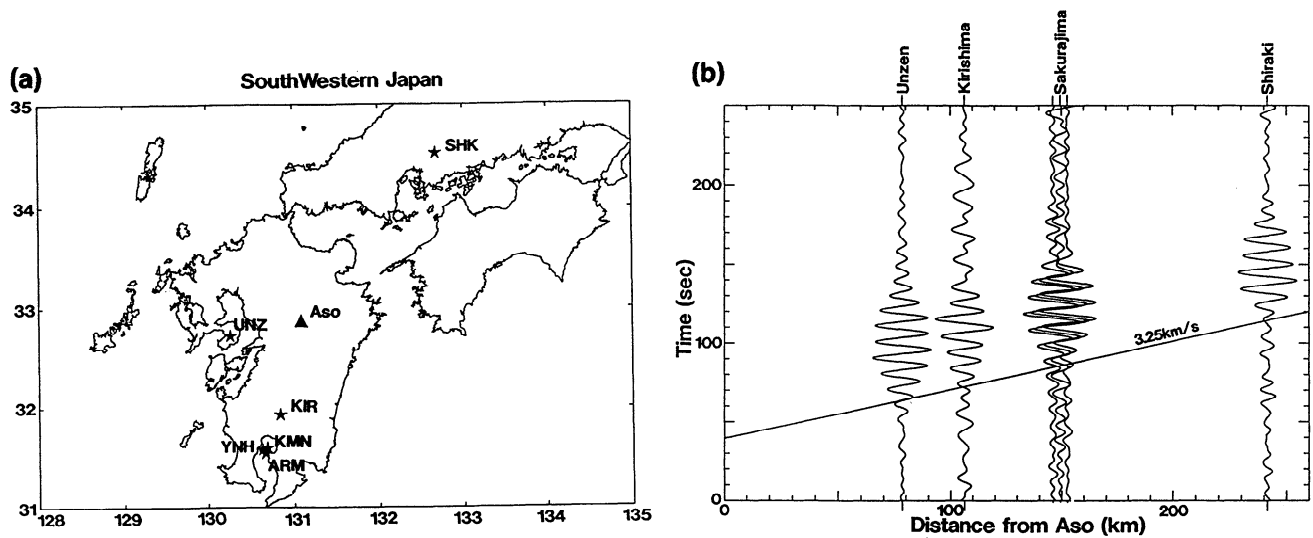 (a)
SouthWestern Japan
35
34
33
32
31
128
129
130
131
132
133
134
135
SHK
Aso
UNZ
KIR
YNH
KMN
ARM
(b)
Unzen
Kirishima
Sakurajima
Shiraki
Time (sec)
200
100
0
3.25km/s
0
100
200
Distance from Aso (km)